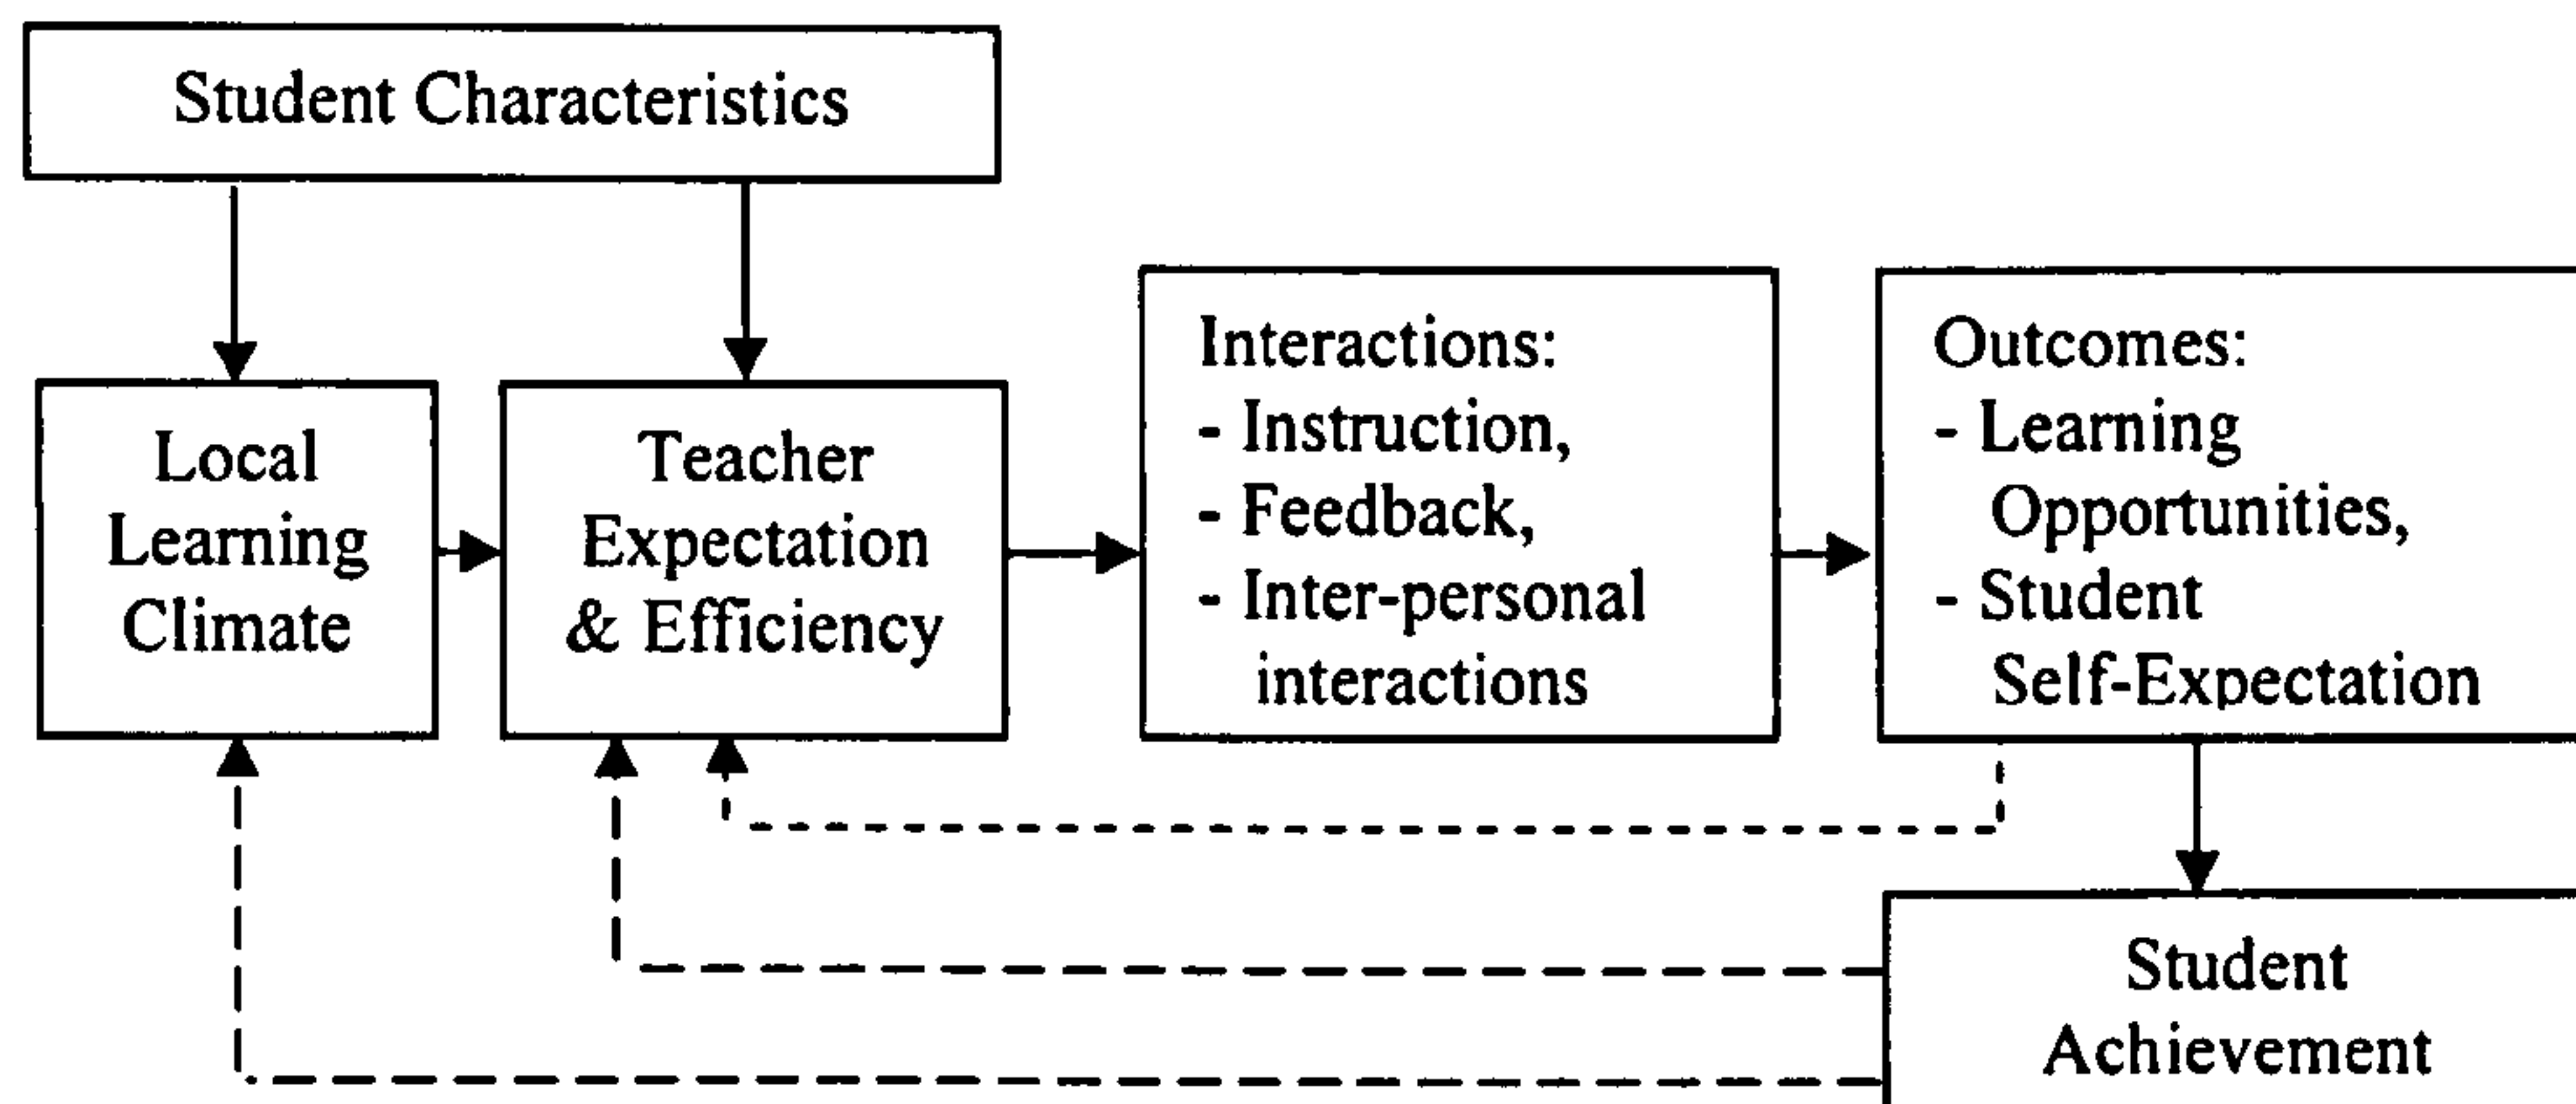 Student Characteristics
Local
Learning
Climate
Teacher
Expectation
& Efficiency
Interactions:
- Instruction,
- Feedback,
- Inter-personal
interactions
Outcomes:
- Learning
Opportunities,
- Student
Self-Expectation
Student
Achievement